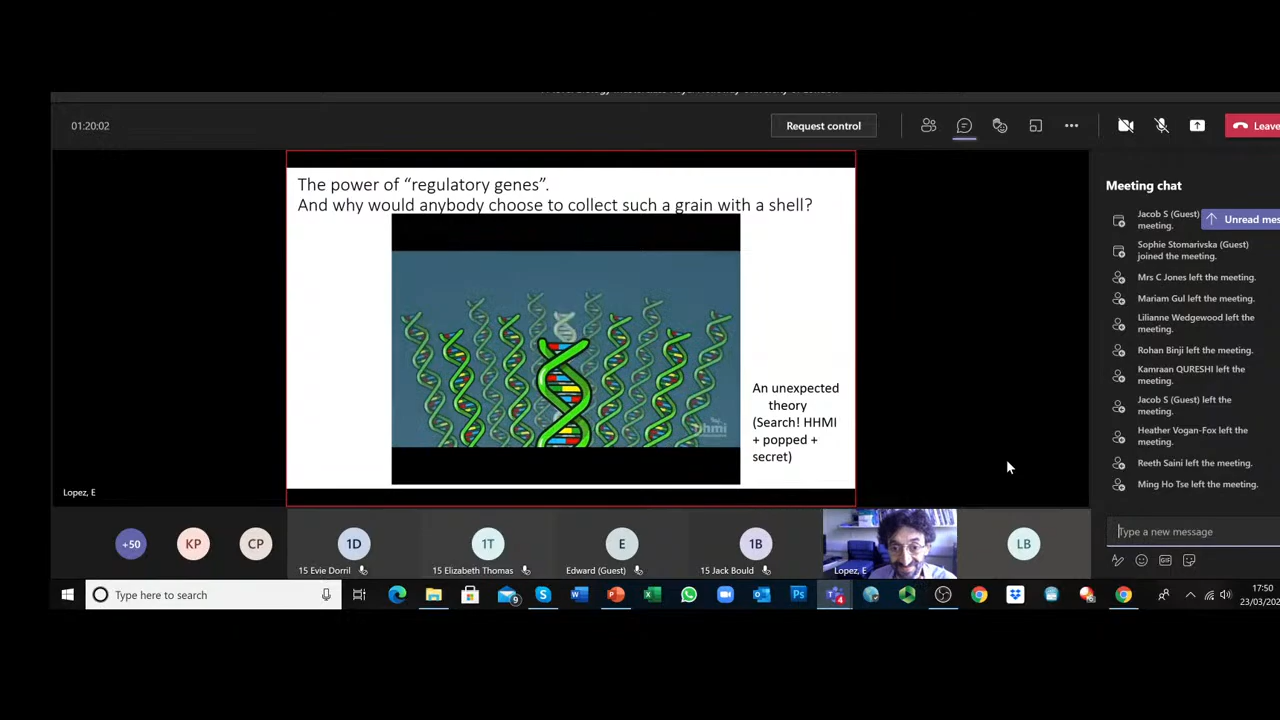 01:20:02
Request control
Leave
The power of “regulatory genes”.
And why would anybody choose to collect such a grain with a shell?
hhmi
An unexpected
theory
(Search! HHMI
+ popped +
secret)
Lopez, E
Meeting chat
Jacob S (Guest)
meeting.
Unread mes
Sophie Stomarivska (Guest)
joined the meeting.
Mrs C Jones left the meeting.
Mariam Gul left the meeting.
Lilianne Wedgewood left the
meeting.
Rohan Binji left the meeting.
Kamraan QURESHI left the
meeting.
Jacob S (Guest) left the
meeting.
Heather Vogan-Fox left the
meeting.
Reeth Saini left the meeting.
Ming Ho Tse left the meeting.
Type a new message
GIF
+50
KP
CP
1D
15 Evie Dorril
1T
15 Elizabeth Thomas
E
Edward (Guest)
1B
15 Jack Bould
Lopez, E
LB
Type here to search
9
4
17:50
23/03/202